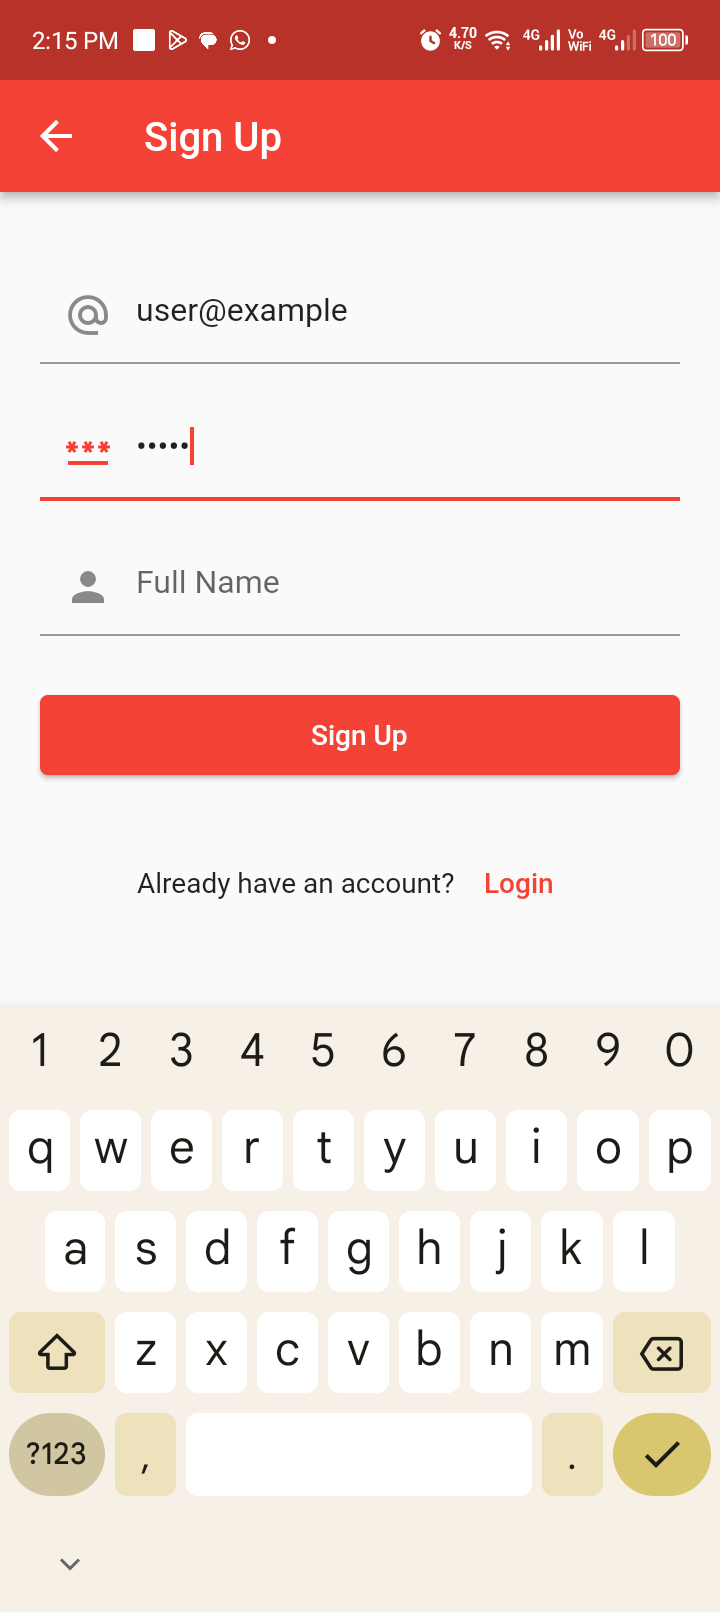 2:15 PM 4.70 K/S 4G Vo WiFi 4G 100
Sign Up
user@example
*** •••••
Full Name
Sign Up
Already have an account? Login
1 2 3 4 5 6 7 8 9 0
q w e r t y u i o p
a s d f g h j k l
z x c v b n m
?123 , .